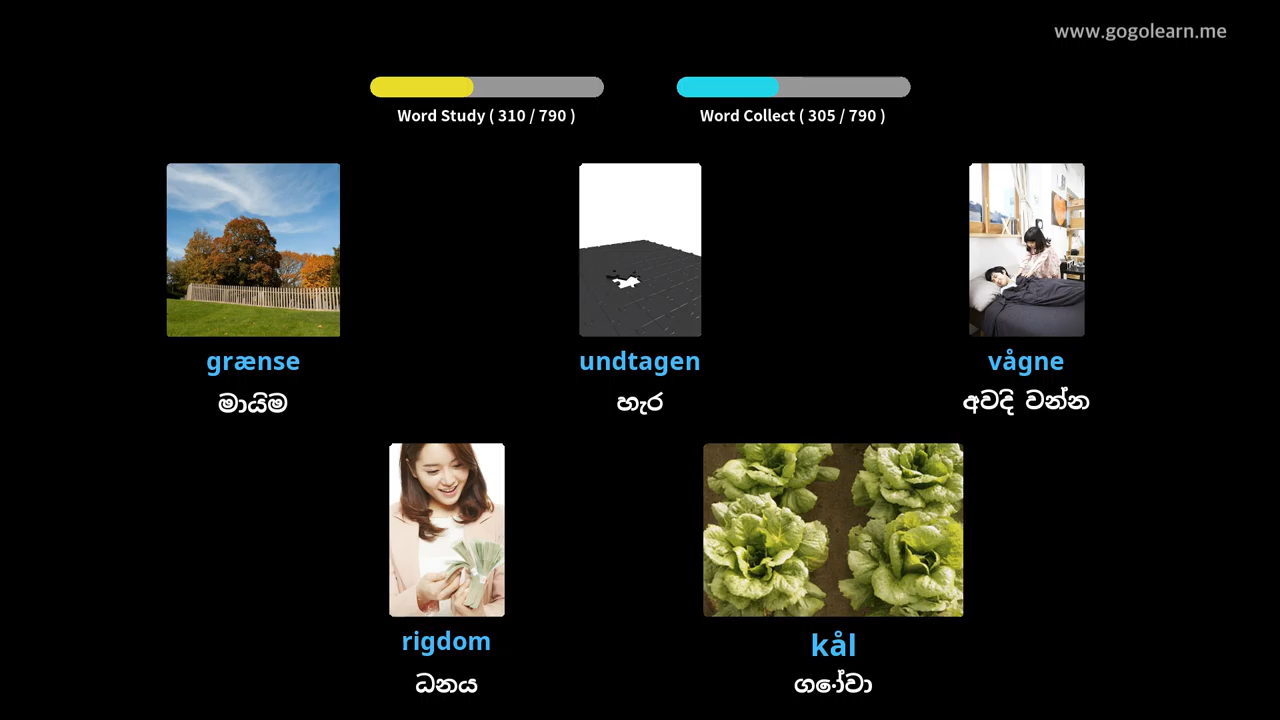 www.gogolearn.me
Word Study ( 310 / 790 )
Word Collect ( 305 / 790 )
grænse
undtagen
vågne
මායිම
හැර
අවදි වන්න
rigdom
kål
ධනය
ගෝවා